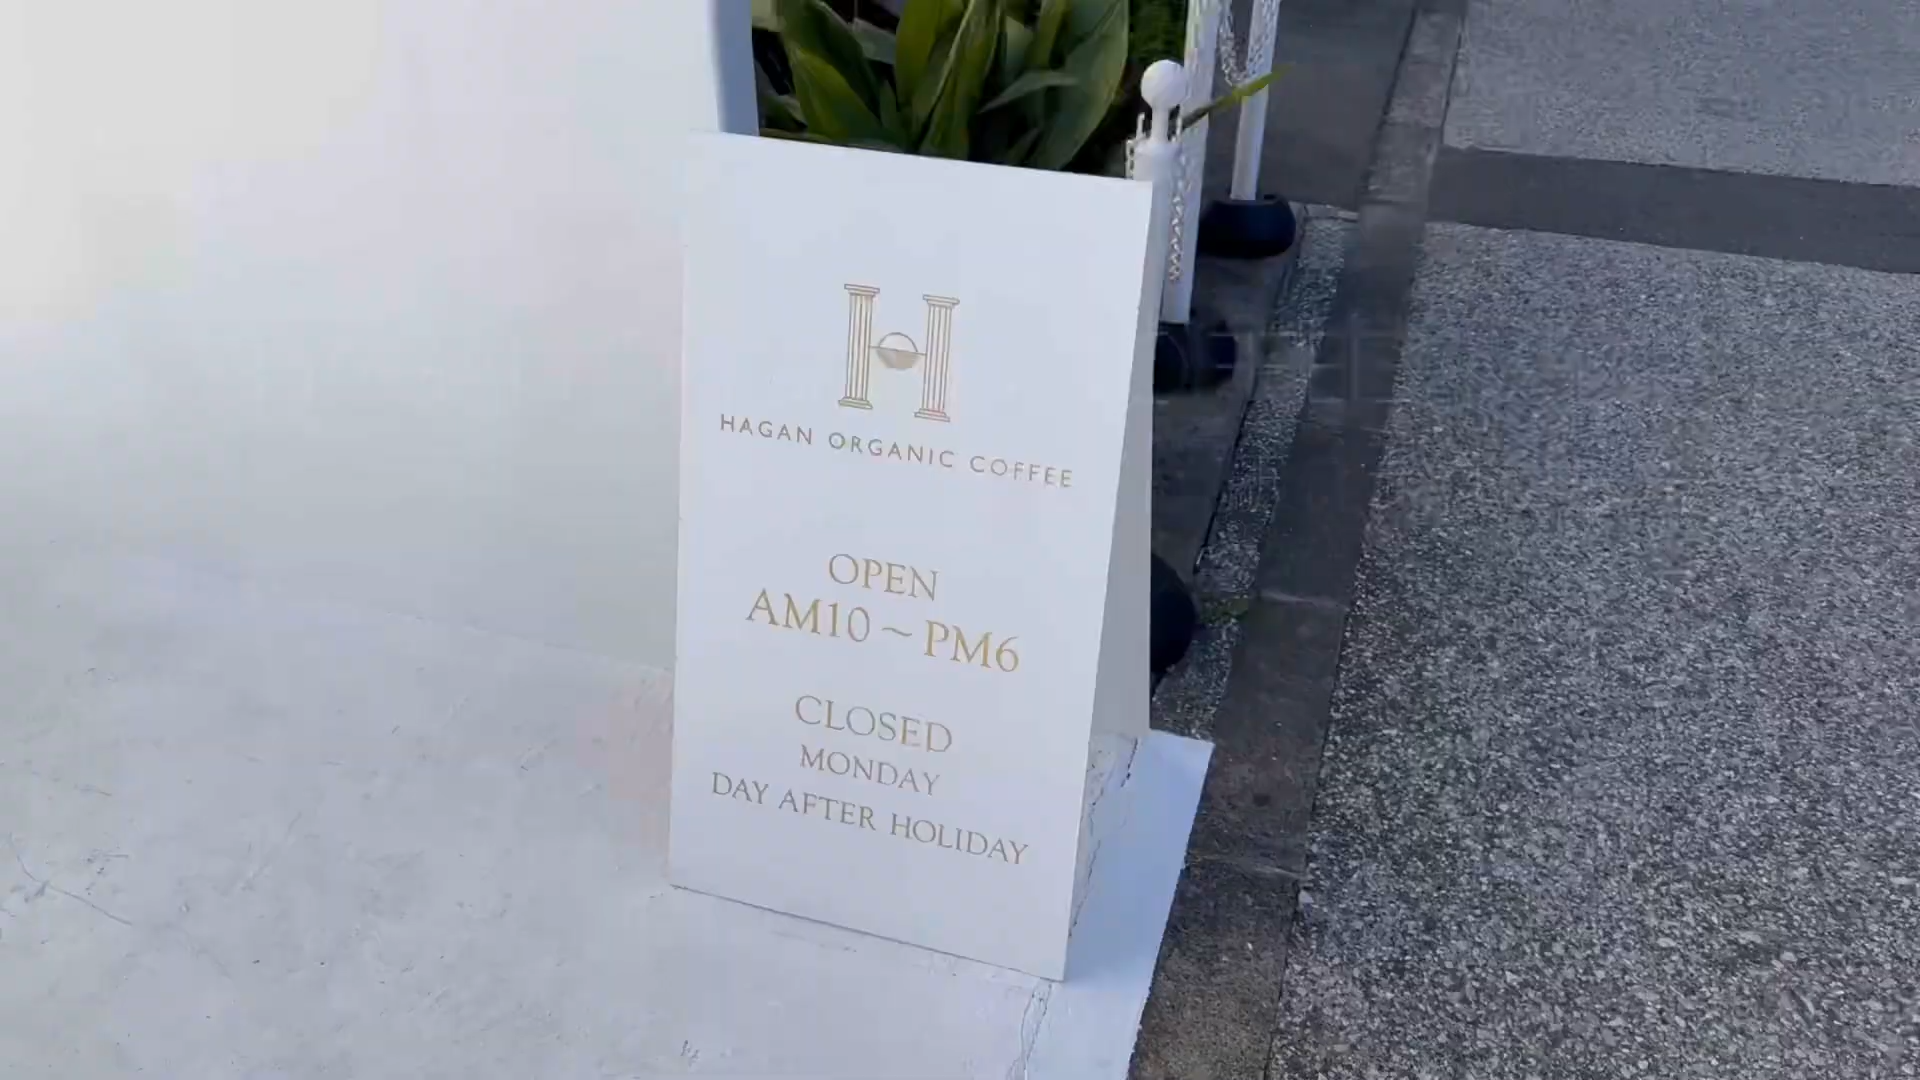 H
HAGAN ORGANIC COFFEE
OPEN
AM10~PM6
CLOSED
MONDAY
DAY AFTER HOLIDAY